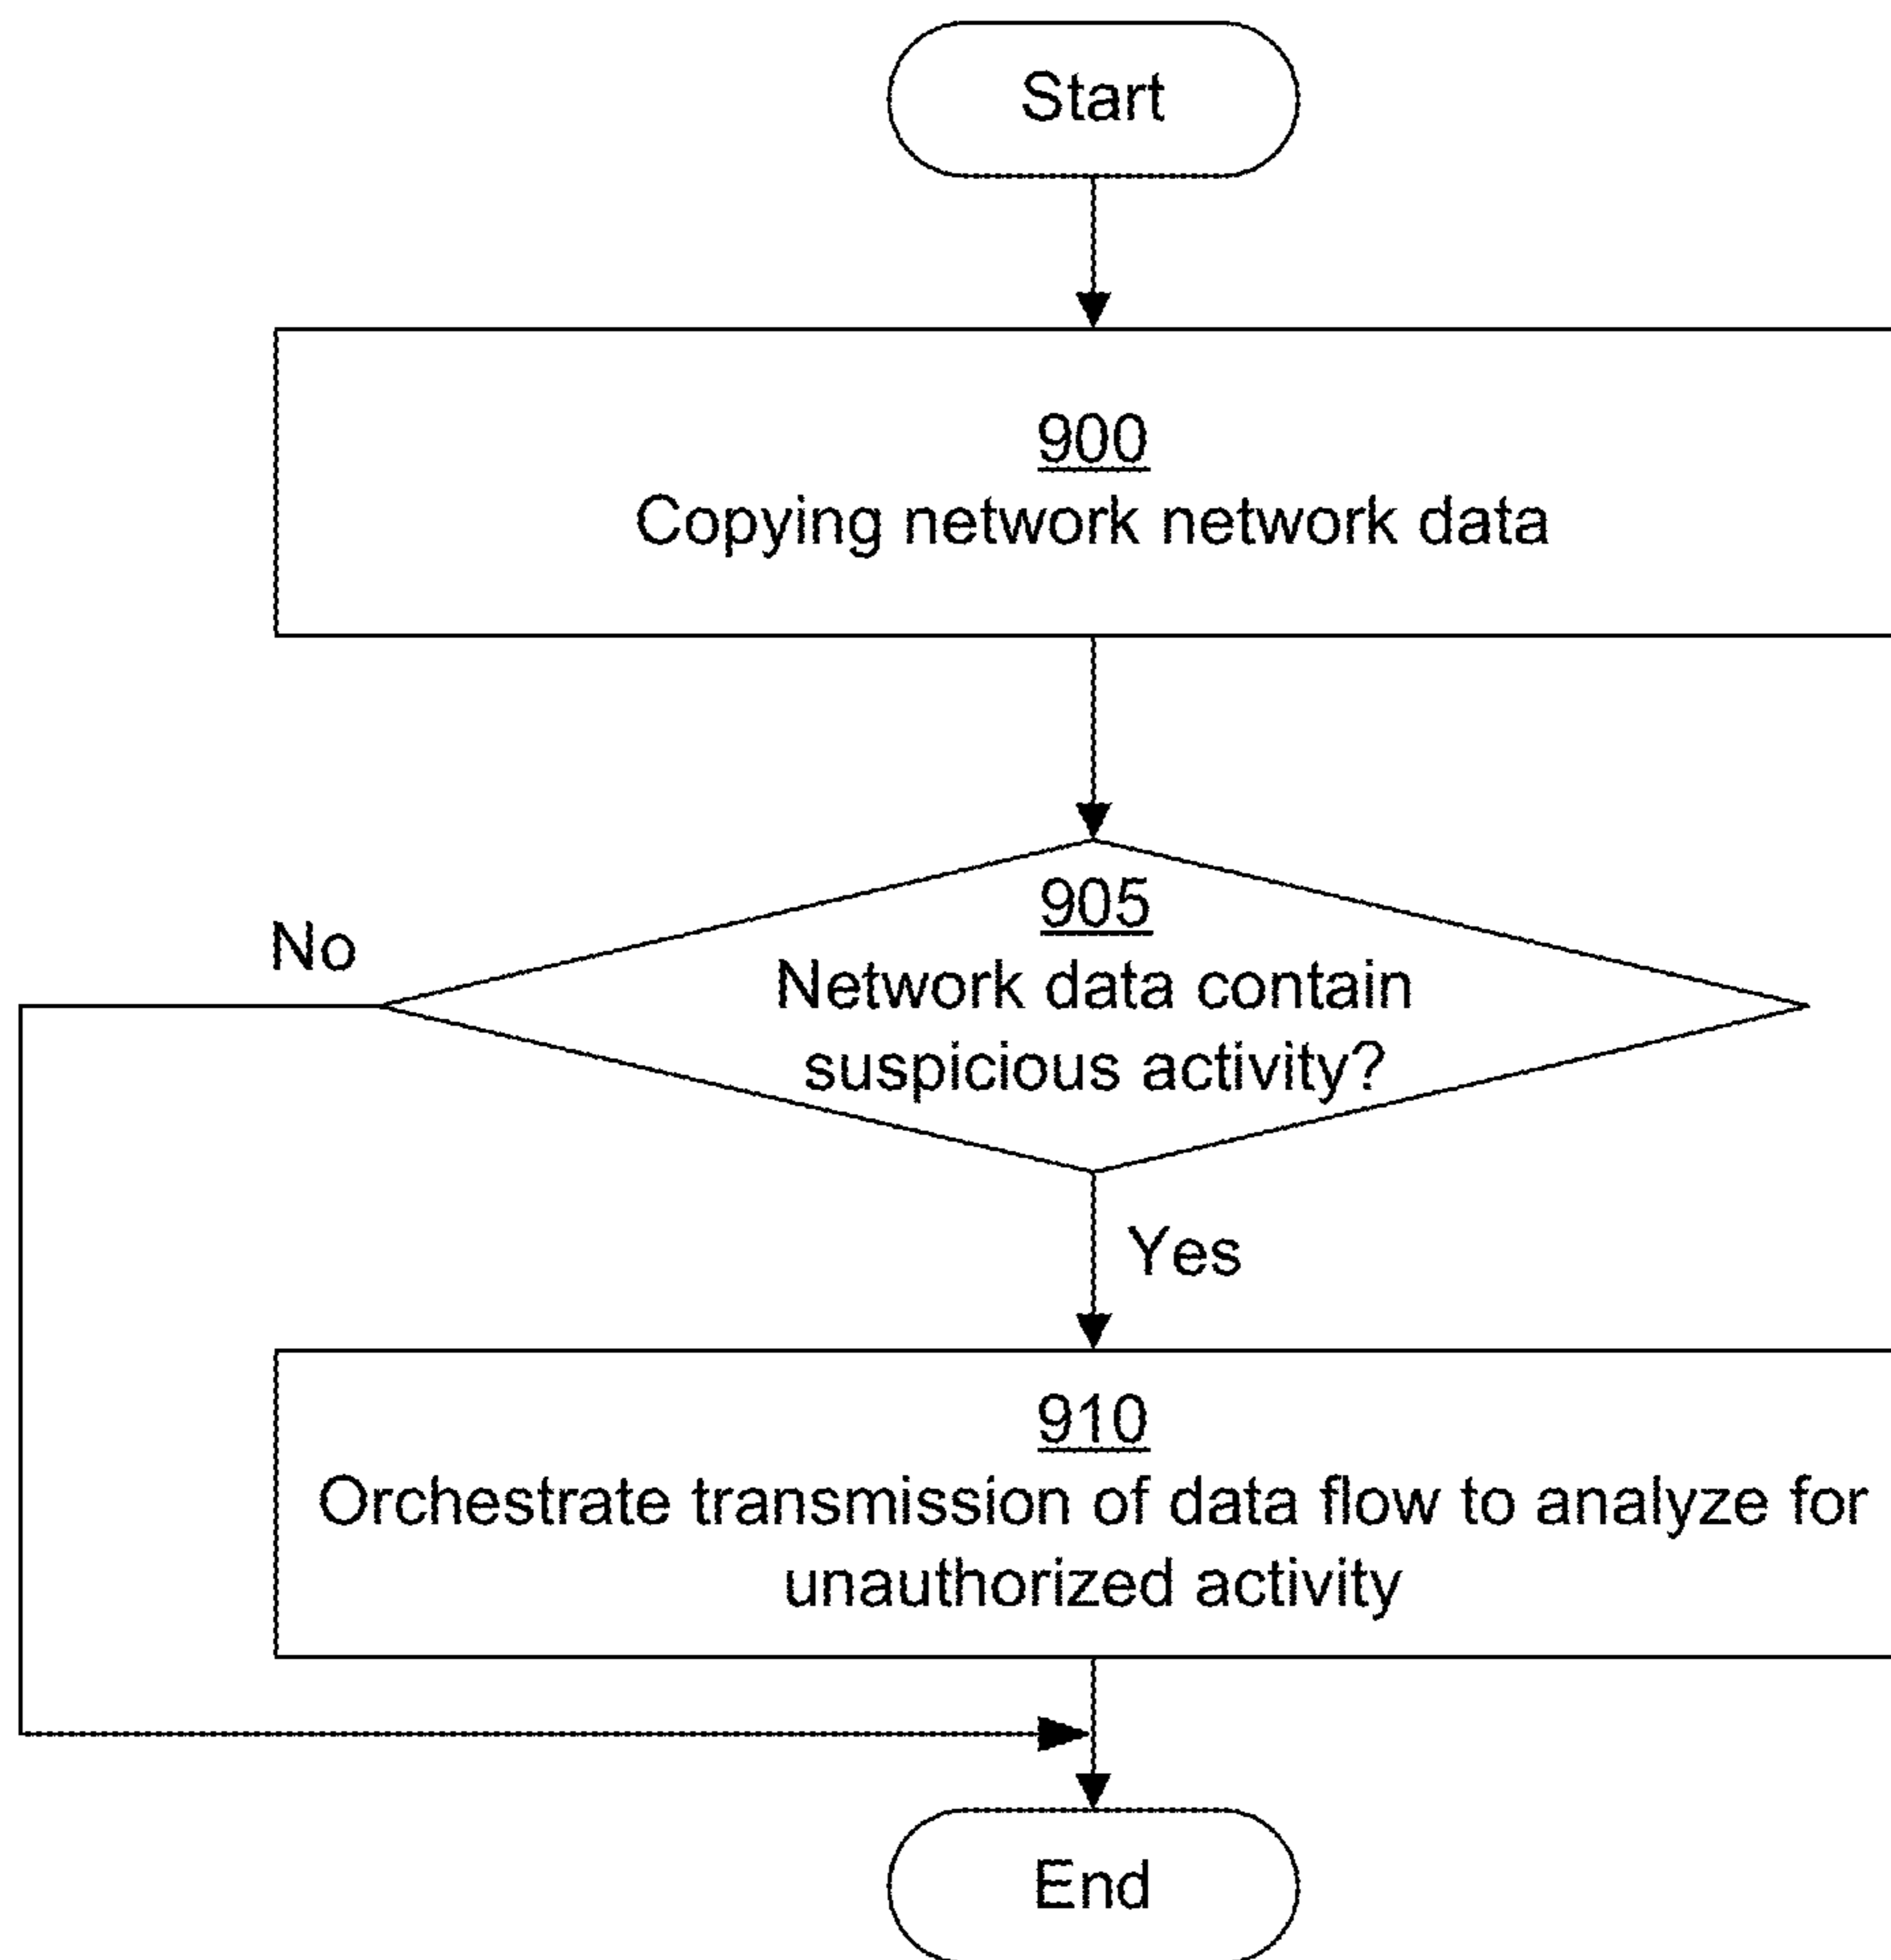 Start
900
Copying network network data
905
Network data contain
suspicious activity?
No
Yes
910
Orchestrate transmission of data flow to analyze for
unauthorized activity
End